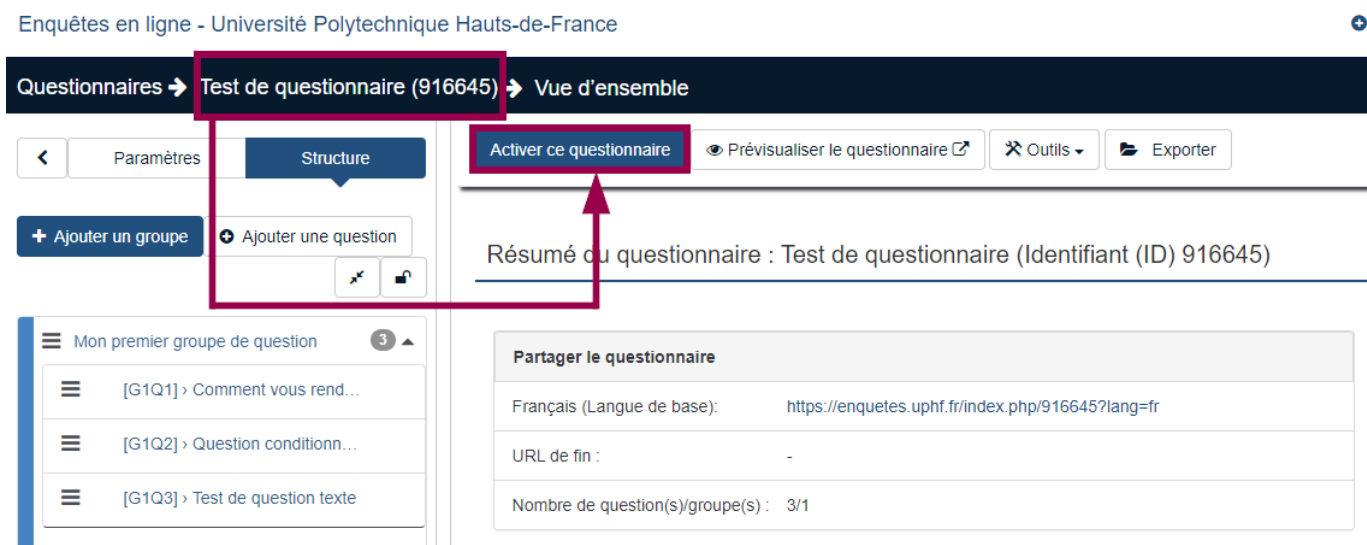 Enquêtes en ligne - Université Polytechnique Hauts-de-France
Questionnaires → Test de questionnaire (916645) → Vue d’ensemble
Paramètres
Structure
Activer ce questionnaire
Prévisualiser le questionnaire
Outils
Exporter
+ Ajouter un groupe
Ajouter une question
Résumé du questionnaire : Test de questionnaire (Identifiant (ID) 916645)
Mon premier groupe de question 3
[G1Q1] › Comment vous rend…
[G1Q2] › Question conditionn…
[G1Q3] › Test de question texte
Partager le questionnaire
Français (Langue de base): https://enquetes.uphf.fr/index.php/916645?lang=fr
URL de fin : -
Nombre de question(s)/groupe(s) : 3/1